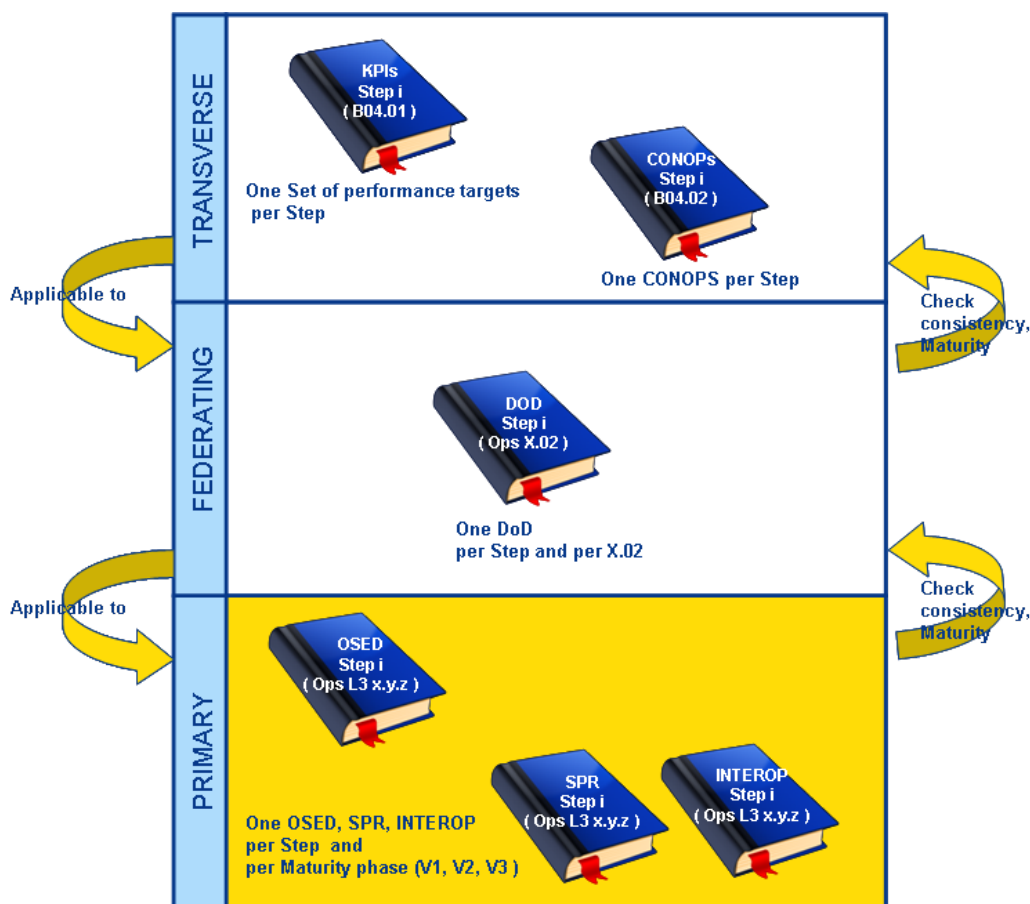 TRANSVERSE
KPIs
Step i
( B04.01 )
One Set of performance targets
per Step
CONOPs
Step i
( B04.02 )
One CONOPS per Step
Applicable to
Check
consistency,
Maturity
FEDERATING
DOD
Step i
( Ops X.02 )
One DoD
per Step and per X.02
Applicable to
Check
consistency,
Maturity
PRIMARY
OSED
Step i
( Ops L3 x.y.z )
SPR
Step i
( Ops L3 x.y.z )
INTEROP
Step i
( Ops L3 x.y.z )
One OSED, SPR, INTEROP
per Step and
per Maturity phase (V1, V2, V3 )